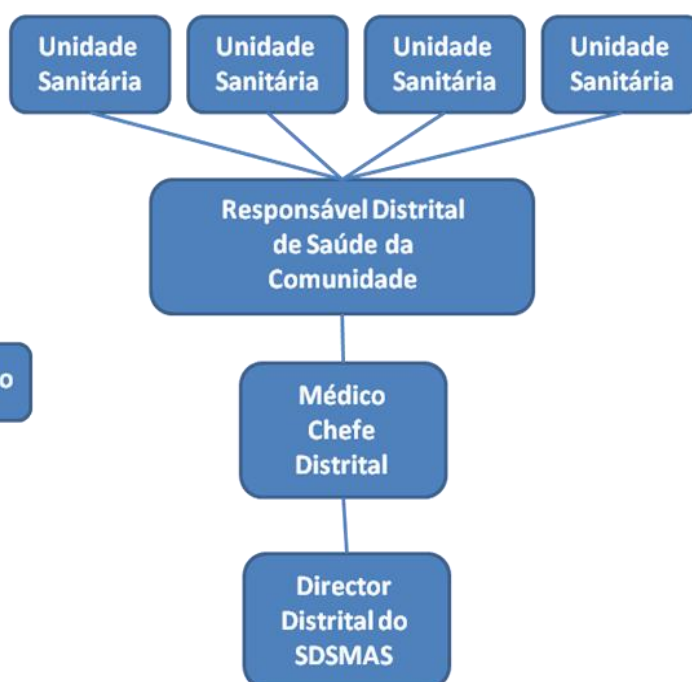 Unidade
Sanitária
Unidade
Sanitária
Unidade
Sanitária
Unidade
Sanitária
Responsável Distrital
de Saúde da
Comunidade
o
Médico
Chefe
Distrital
Director
Distrital do
SDSMAS